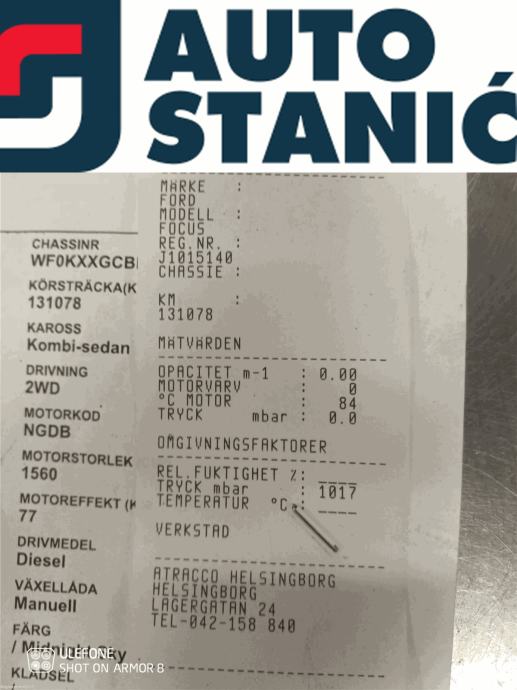 AUTO
STANIĆ
MÄRKE :
FORD
MODELL :
FOCUS
REG.NR. :
J1015140
CHASSIE :
KM :
131078
MÄTVÄRDEN
OPACITET m-1 : 0.00
MOTORVARV : 0
°C MOTOR : 84
TRYCK mbar : 0.0
OMGIVNINGSFAKTORER
REL.FUKTIGHET %:
TRYCK mbar : 1017
TEMPERATUR °C :
VERKSTAD
ATRACCO HELSINGBORG
HELSINGBORG
LAGERGATAN 24
TEL-042-158 840
CHASSINR
WF0KXXGCB
KÖRSTRÄCKA(K
131078
KAROSS
Kombi-sedan
DRIVNING
2WD
MOTORKOD
NGDB
MOTORSTORLEK
1560
MOTOREFFEKT (K
77
DRIVMEDEL
Diesel
VÄXELLÅDA
Manuell
FÄRG
/ Midnight Sky
KLÄDSEL
ULEFONE
SHOT ON ARMOR 8